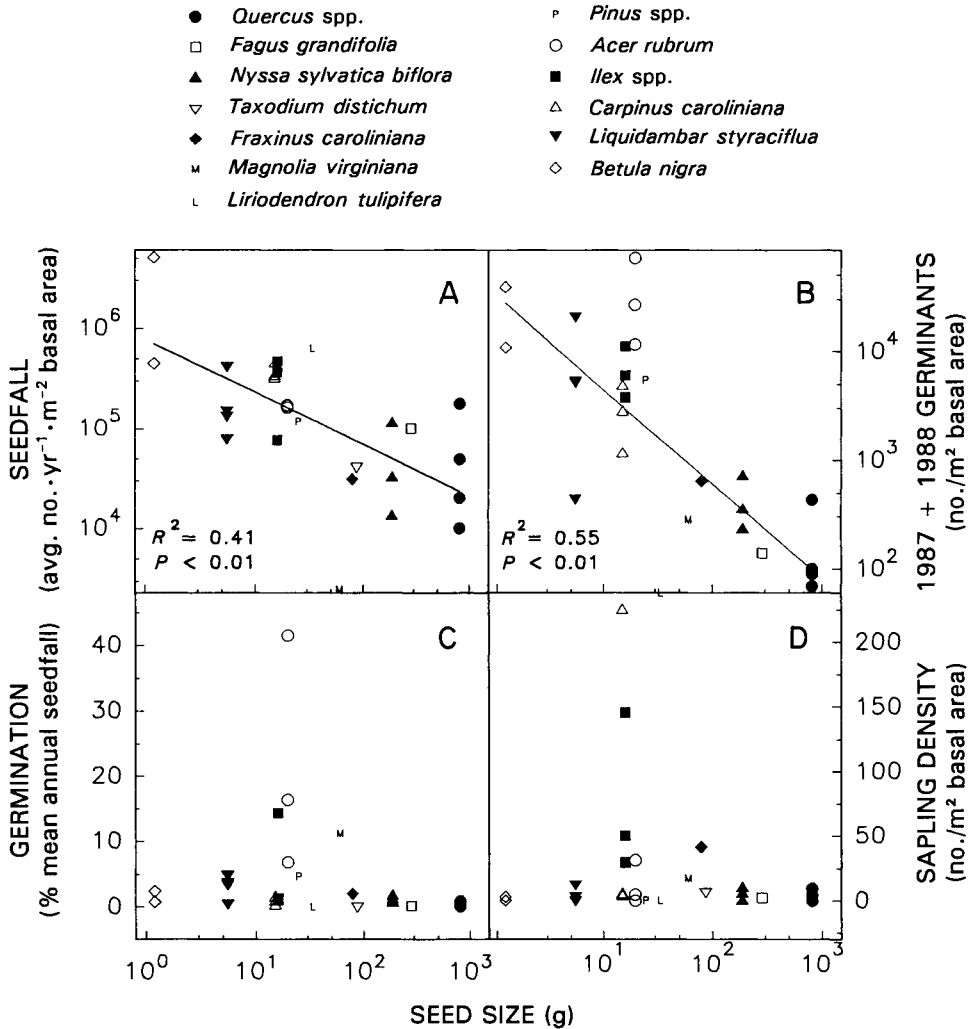 Quercus spp.
Fagus grandifolia
Nyssa sylvatica biflora
Taxodium distichum
Fraxinus caroliniana
M Magnolia virginiana
L Liriodendron tulipifera
P Pinus spp.
Acer rubrum
Ilex spp.
Carpinus caroliniana
Liquidambar styraciflua
Betula nigra
SEEDFALL
(avg. no.·yr⁻¹·m⁻² basal area)
10⁶
10⁵
10⁴
A
L
P
M
R² = 0.41
P < 0.01
B
P
M
L
R² = 0.55
P < 0.01
10⁴
10³
10²
1987 + 1988 GERMINANTS
(no./m² basal area)
GERMINATION
(% mean annual seedfall)
40
30
20
10
0
C
M
P
L
D
M
P
L
200
150
100
50
0
SAPLING DENSITY
(no./m² basal area)
10⁰
10¹
10²
10³
10¹
10²
10³
SEED SIZE (g)